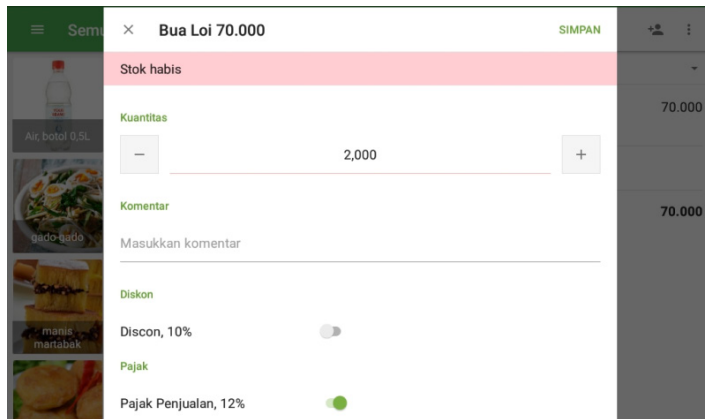 Semu
Bua Loi 70.000
SIMPAN
Stok habis
Kuantitas
2,000
Komentar
Masukkan komentar
Diskon
Discon, 10%
Pajak
Pajak Penjualan, 12%
Air, botol 0,5L
gado gado
manis,
martabak
70.000
70.000